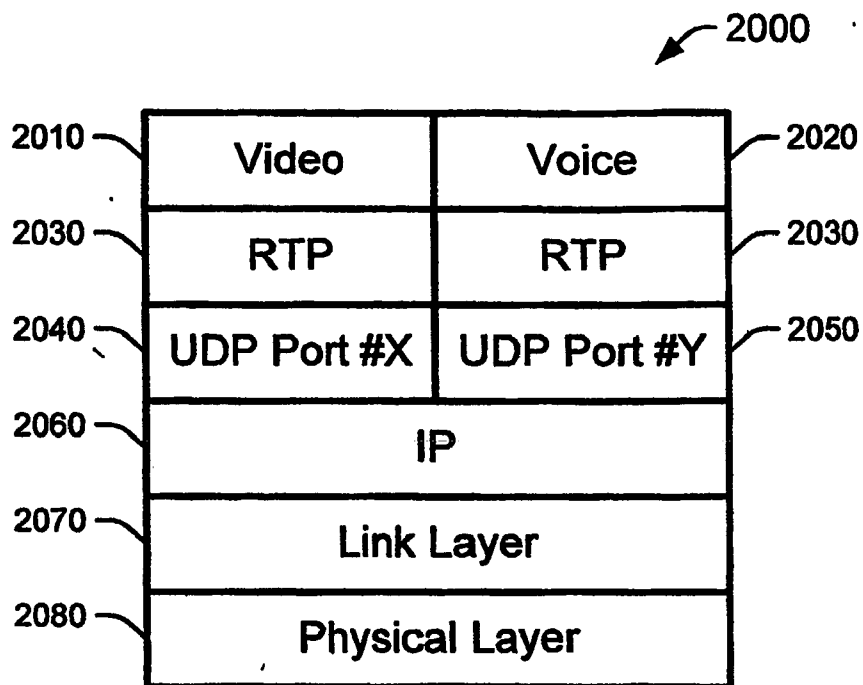 2000
2010 Video Voice 2020
2030 RTP RTP 2030
2040 UDP Port #X UDP Port #Y 2050
2060 IP
2070 Link Layer
2080 Physical Layer